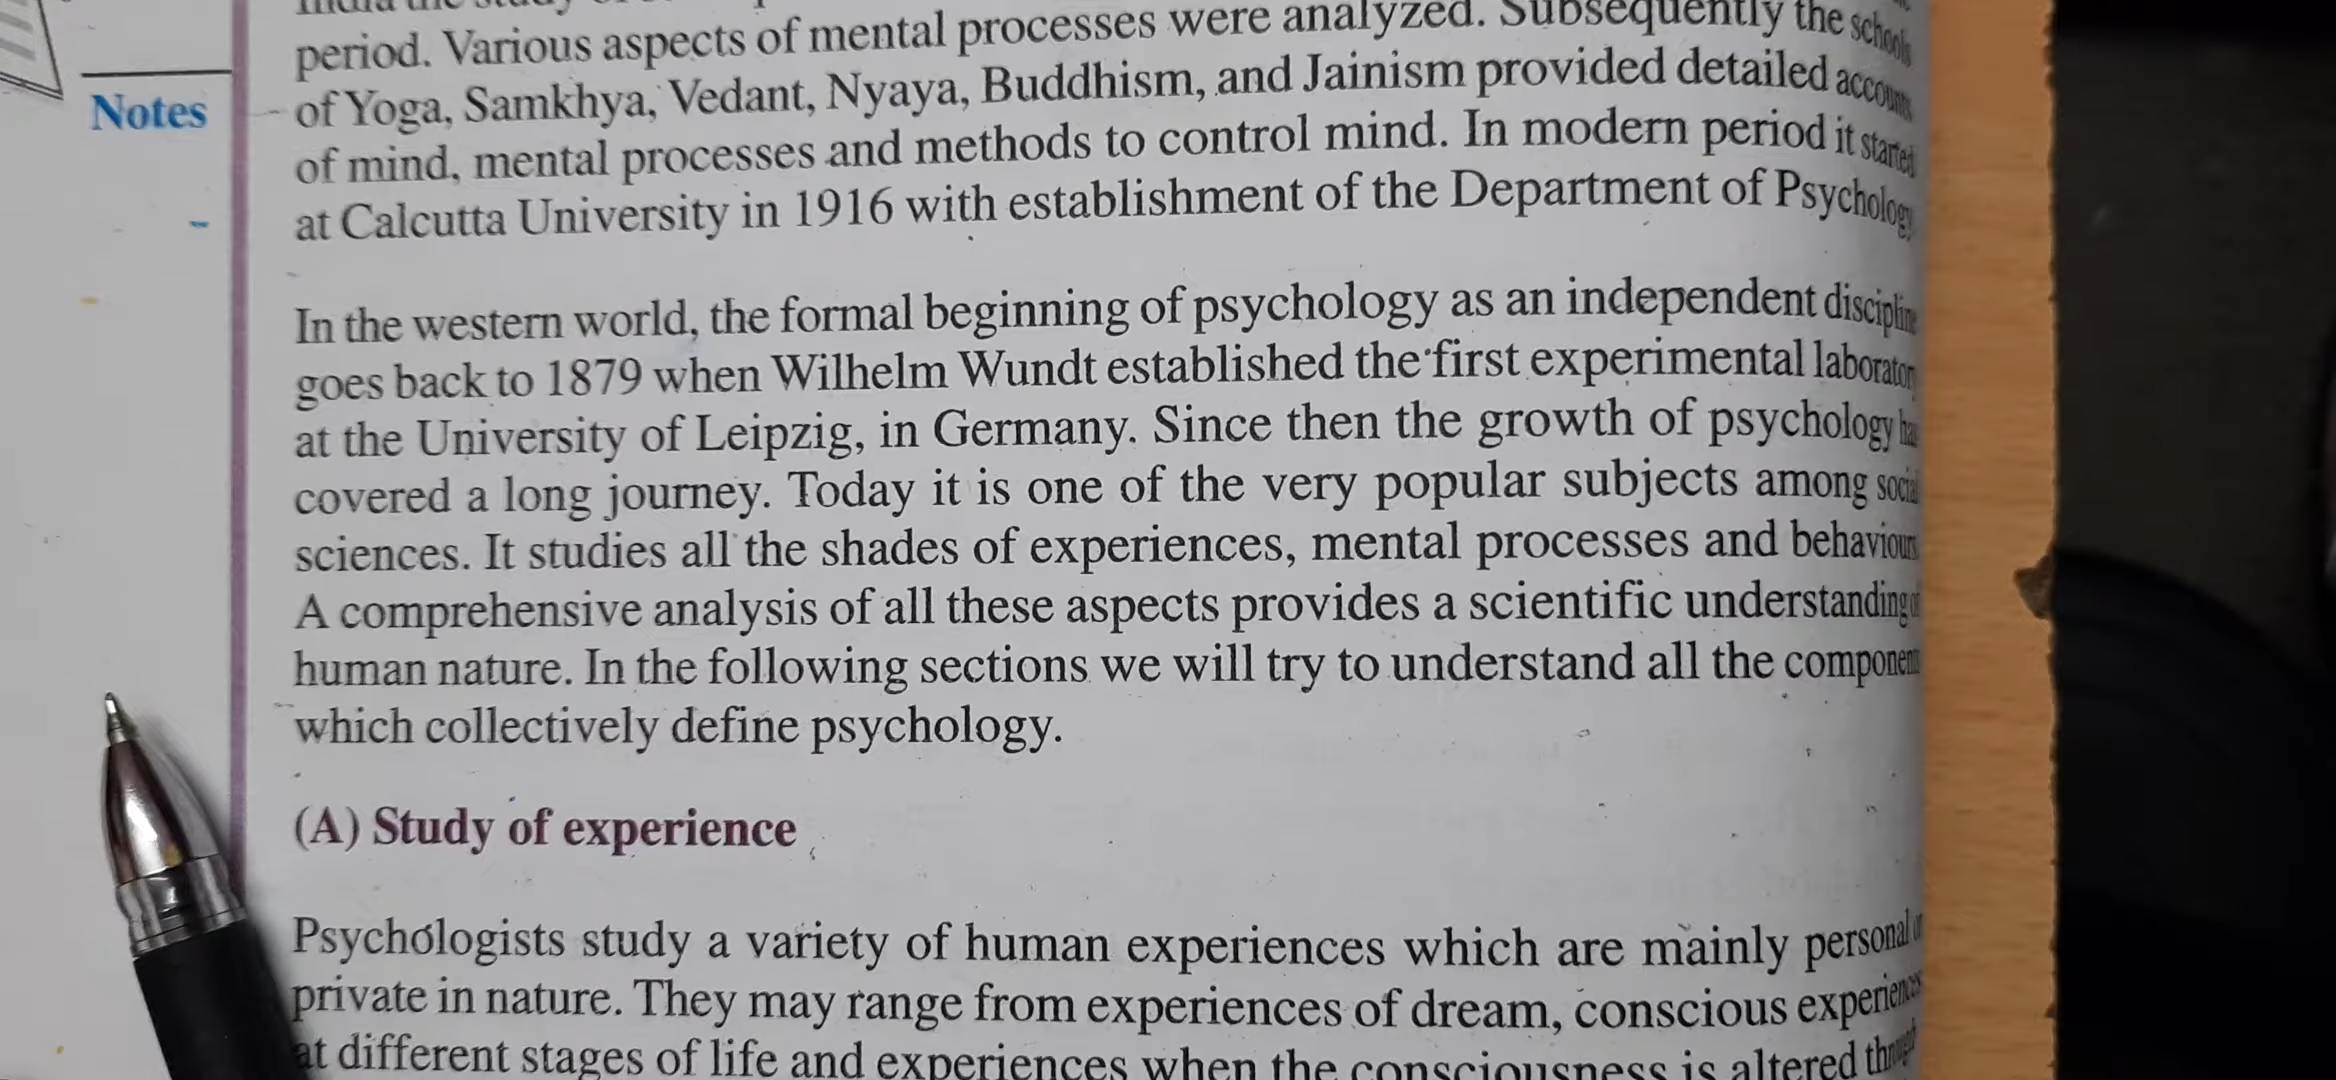 India the study of
period. Various aspects of mental processes were analyzed. Subsequently the schools
Notes
of Yoga, Samkhya, Vedant, Nyaya, Buddhism, and Jainism provided detailed accounts
of mind, mental processes and methods to control mind. In modern period it started
at Calcutta University in 1916 with establishment of the Department of Psychology
In the western world, the formal beginning of psychology as an independent discipline
goes back to 1879 when Wilhelm Wundt established the first experimental laboratory
at the University of Leipzig, in Germany. Since then the growth of psychology has
covered a long journey. Today it is one of the very popular subjects among social
sciences. It studies all the shades of experiences, mental processes and behaviours
A comprehensive analysis of all these aspects provides a scientific understanding of
human nature. In the following sections we will try to understand all the component
which collectively define psychology.
(A) Study of experience
Psychologists study a variety of human experiences which are mainly personal or
private in nature. They may range from experiences of dream, conscious experiences
at different stages of life and experiences when the consciousness is altered through